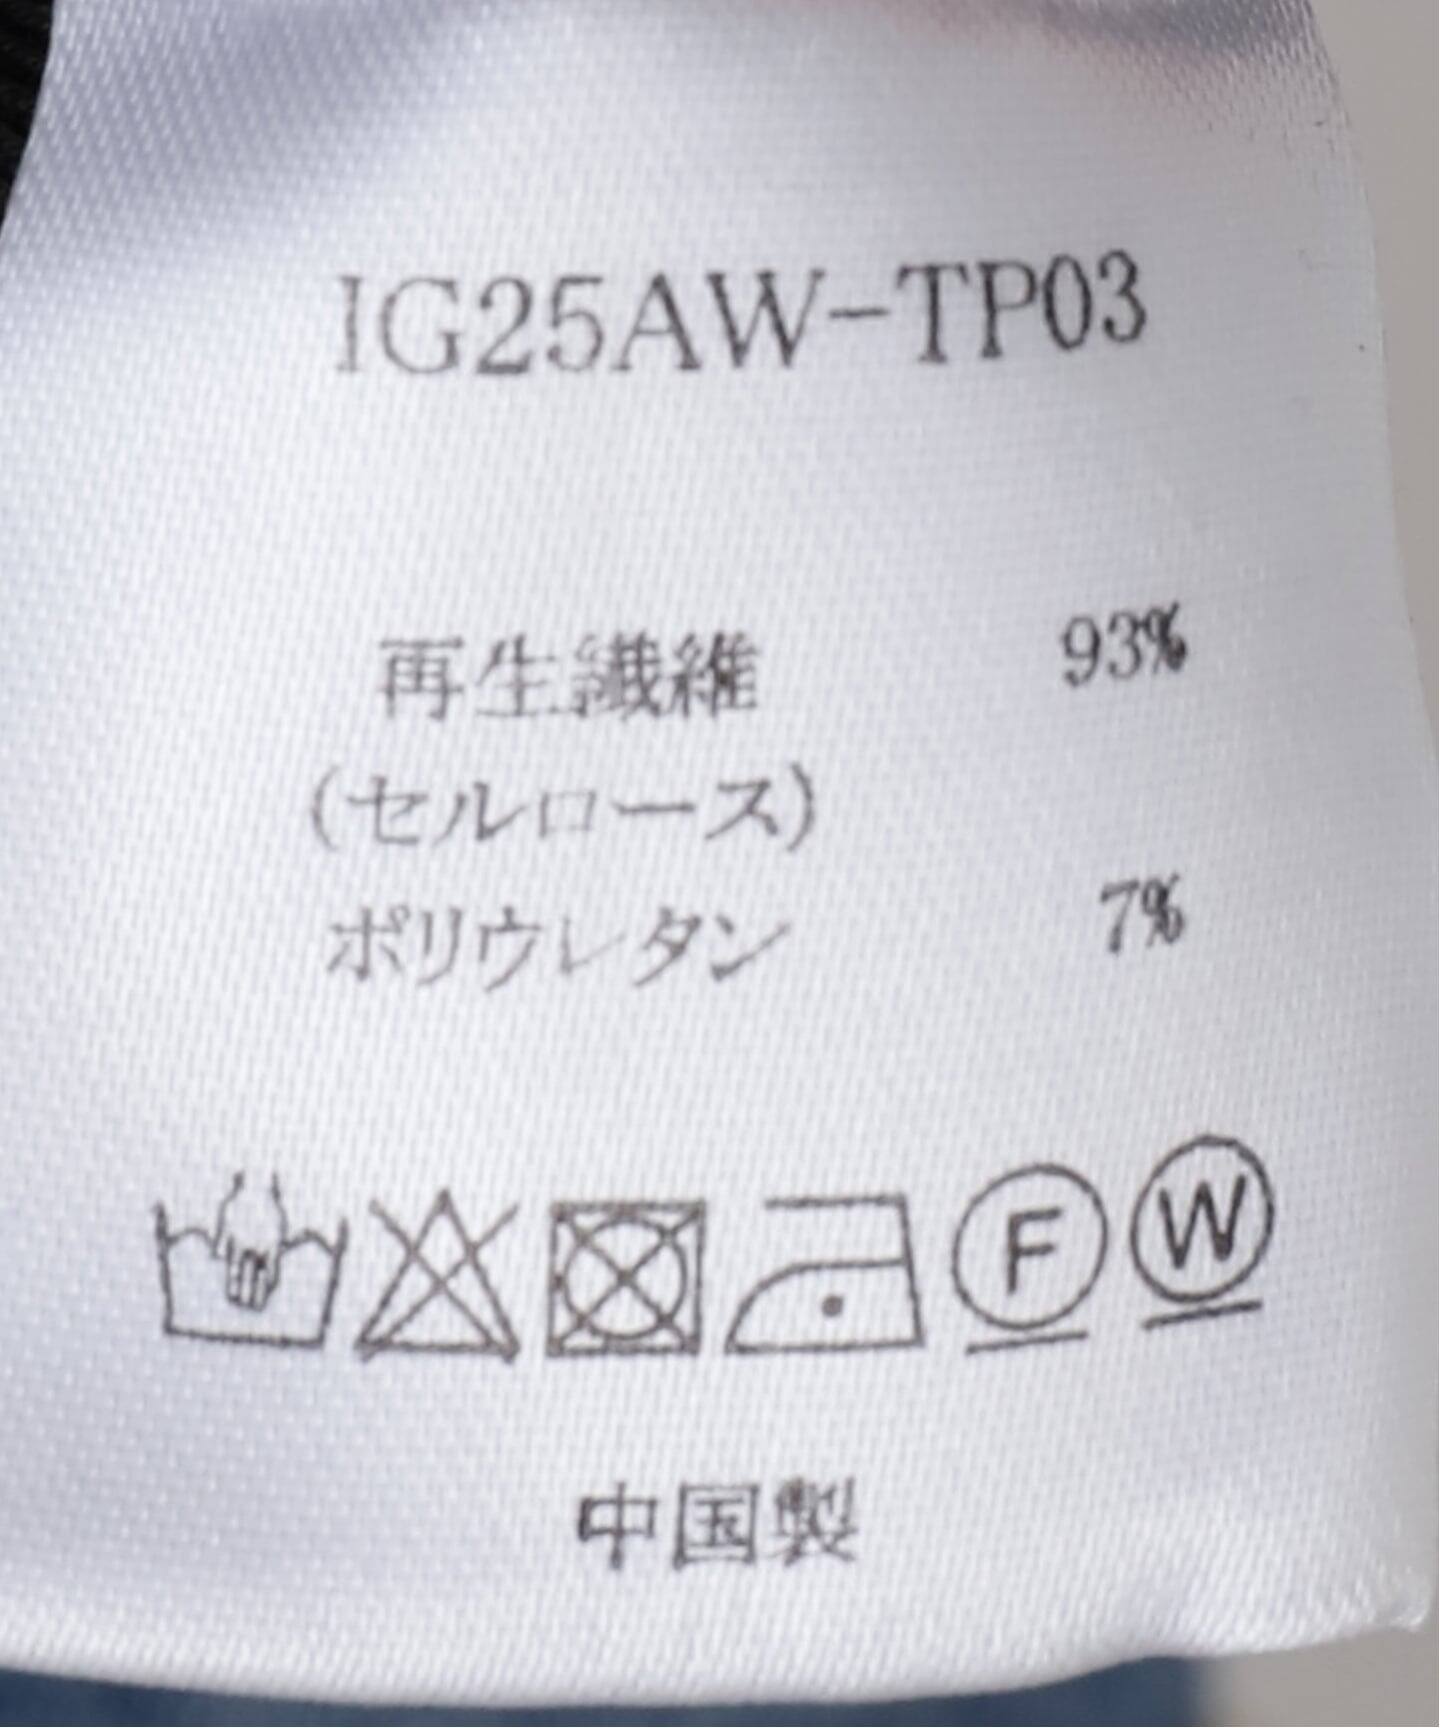 IG25AW-TP03
再生繊維 93%
(セルロース)
ポリウレタン 7%
F W
中国製